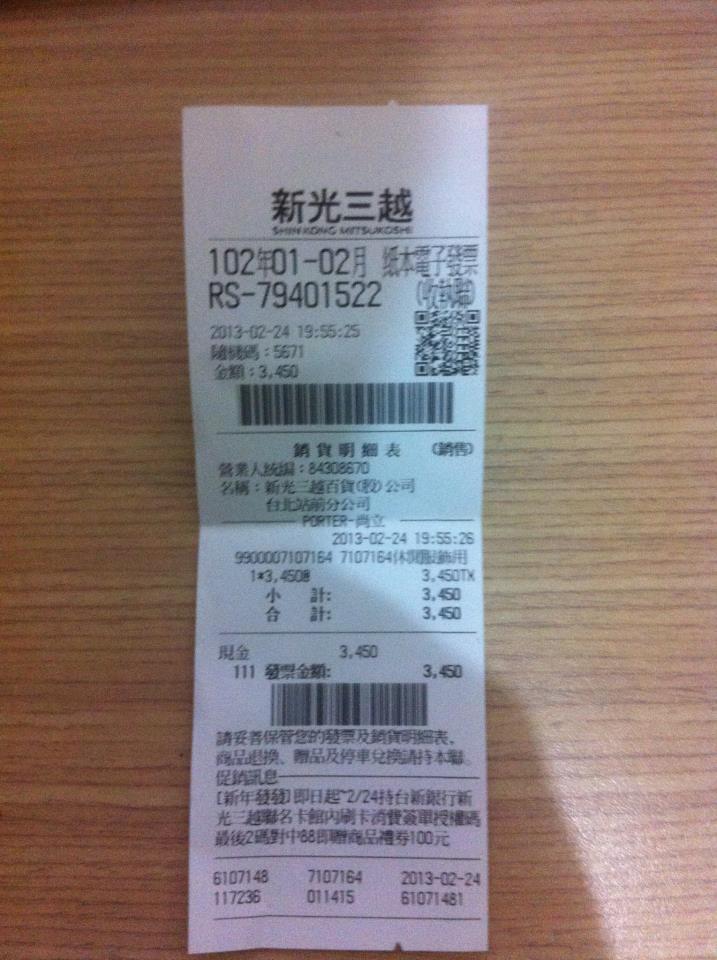 新光三越
SHIN KONG MITSUKOSHI
102年01-02月 紙本電子發票
RS-79401522 (收執聯)
2013-02-24 19:55:25
隨機碼:5671
金額:3,450
銷貨明細表 (銷售)
營業人統編:84308670
名稱:新光三越百貨(股)公司
台北站前分公司
PORTER-尚立
2013-02-24 19:55:26
9900007107164 7107164休閒服飾用
1*3,450@ 3,450TX
小 計: 3,450
合 計: 3,450
現金 3,450
111 發票金額: 3,450
請妥善保管您的發票及銷貨明細表、
商品退換、贈品及停車兌換請持本聯。
促銷訊息
[新年發發]即日起~2/24持台新銀行新
光三越聯名卡館內刷卡消費簽單授權碼
最後2碼對中88即贈商品禮券100元
6107148 7107164 2013-02-24
117236 011415 61071481